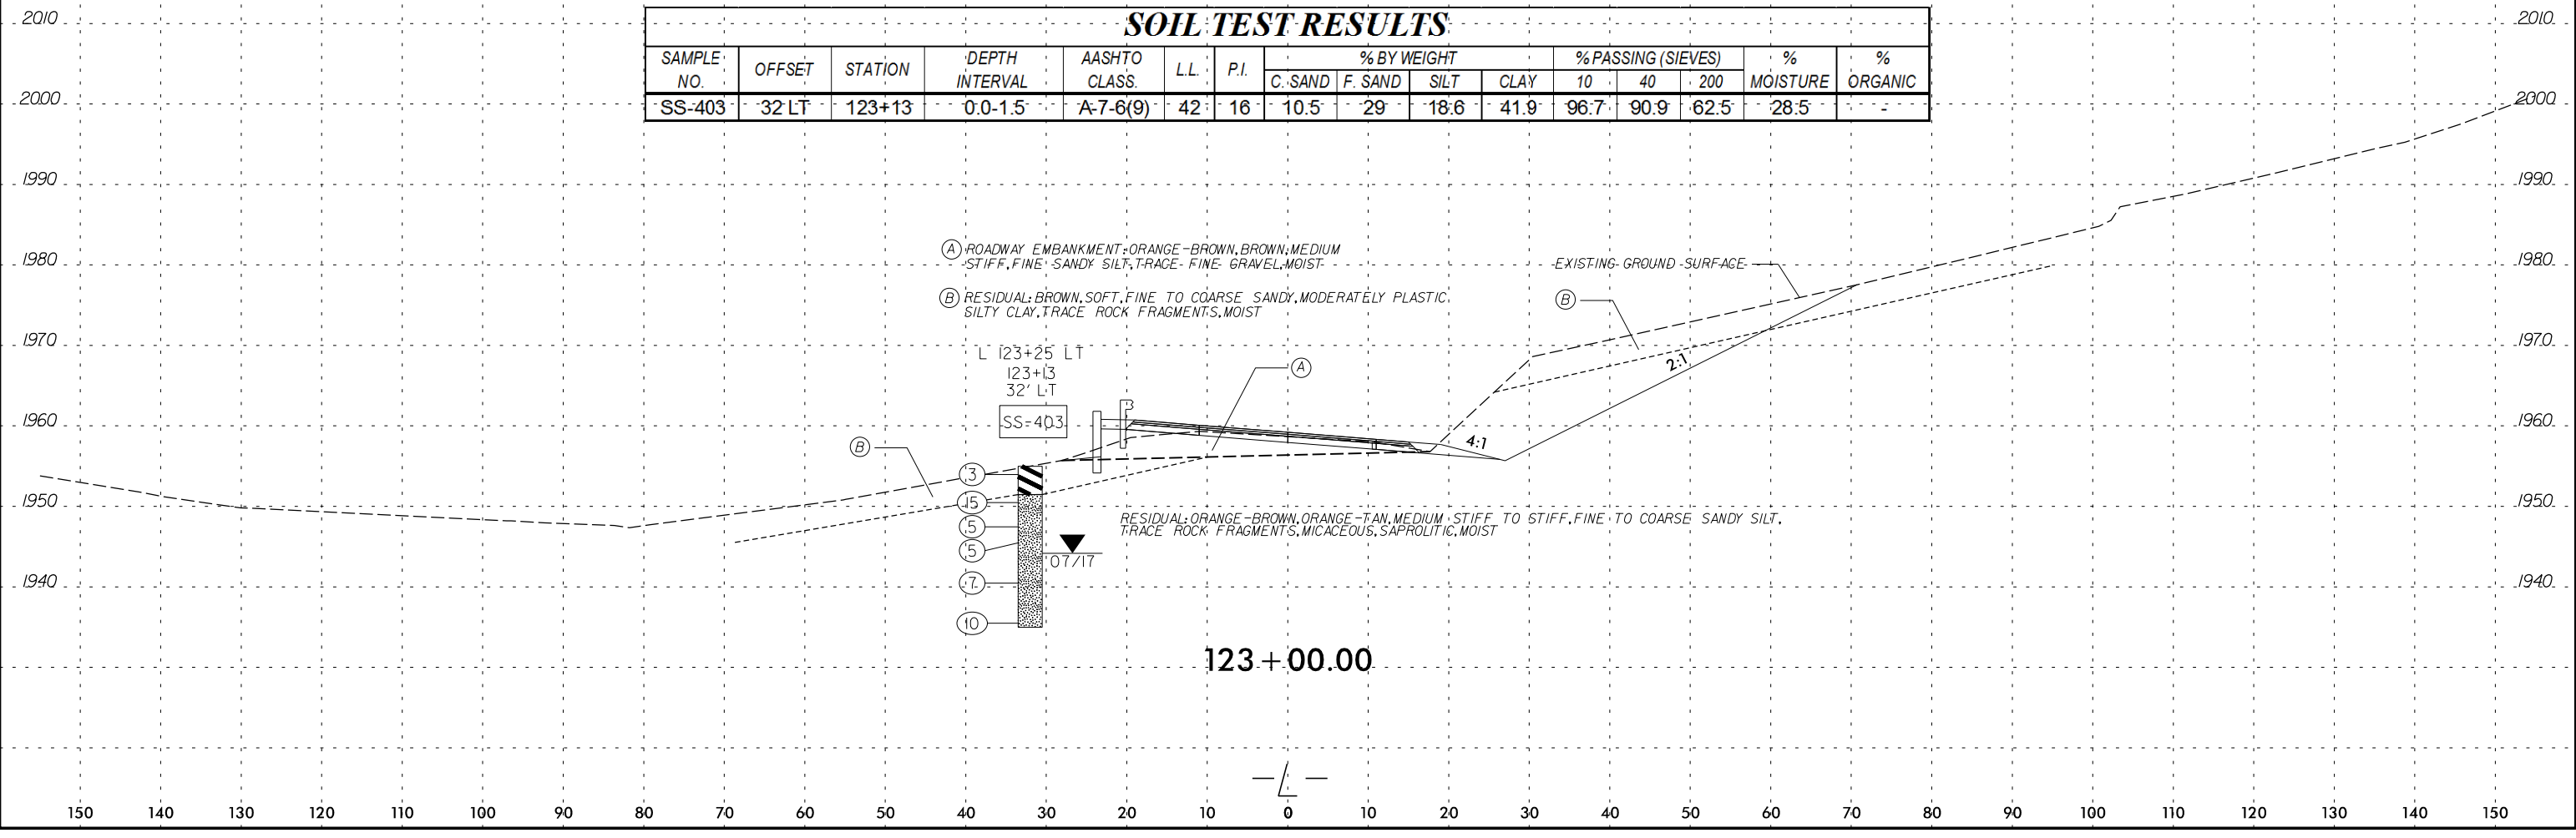 SOIL TEST RESULTS
SAMPLE NO. OFFSET STATION DEPTH INTERVAL AASHTO CLASS. L.L. P.I. % BY WEIGHT % PASSING (SIEVES) % MOISTURE % ORGANIC
C. SAND F. SAND SILT CLAY 10 40 200
SS-403 32 LT 123+13 0.0-1.5 A-7-6(9) 42 16 10.5 29 18.6 41.9 96.7 90.9 62.5 28.5 -
2010 2010
2000 2000
1990 1990
1980 1980
1970 1970
1960 1960
1950 1950
1940 1940
A ROADWAY EMBANKMENT: ORANGE-BROWN, BROWN, MEDIUM
STIFF, FINE SANDY SILT, TRACE FINE GRAVEL, MOIST
EXISTING GROUND SURFACE
B RESIDUAL: BROWN, SOFT, FINE TO COARSE SANDY, MODERATELY PLASTIC
SILTY CLAY, TRACE ROCK FRAGMENTS, MOIST
B
L 123+25 LT
123+13
32' LT
SS-403
A
2:1
4:1
B
3
15
5
5
7
10
07/17
RESIDUAL: ORANGE-BROWN, ORANGE-TAN, MEDIUM STIFF TO STIFF, FINE TO COARSE SANDY SILT,
TRACE ROCK FRAGMENTS, MICACEOUS, SAPROLITIC, MOIST
123+00.00
-L-
150 140 130 120 110 100 90 80 70 60 50 40 30 20 10 0 10 20 30 40 50 60 70 80 90 100 110 120 130 140 150